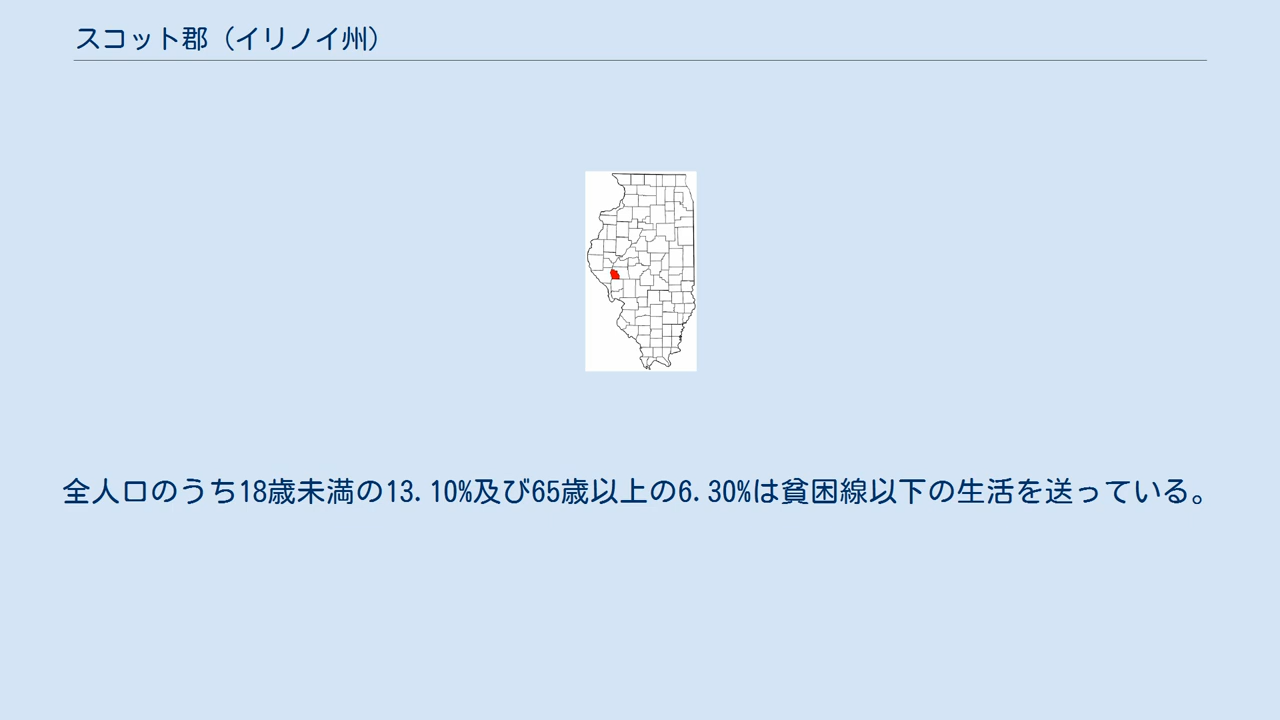 スコット郡（イリノイ州）
全人口のうち18歳未満の13.10%及び65歳以上の6.30%は貧困線以下の生活を送っている。